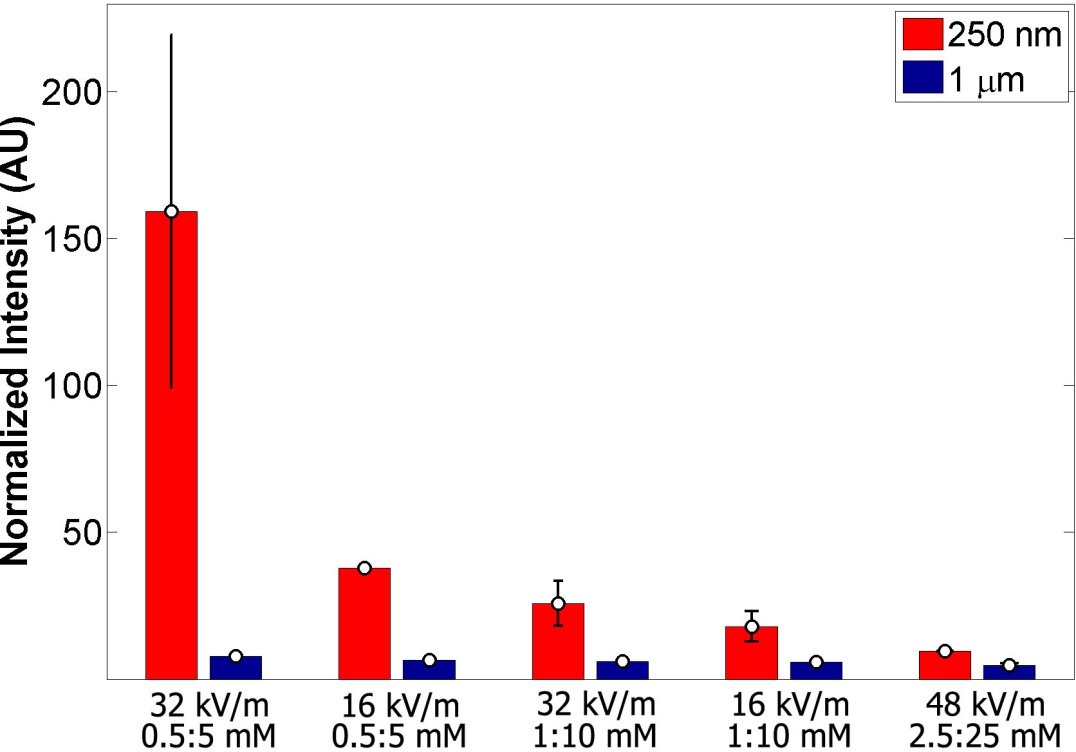 Normalized Intensity (AU)
200
150
100
50
250 nm
1 μm
32 kV/m
0.5:5 mM
16 kV/m
0.5:5 mM
32 kV/m
1:10 mM
16 kV/m
1:10 mM
48 kV/m
2.5:25 mM